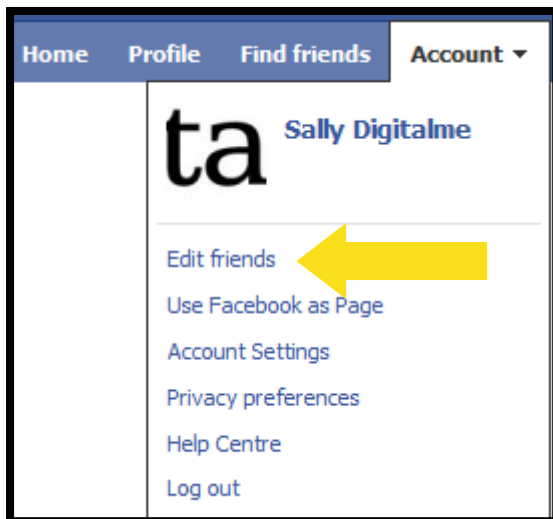 Home Profile Find friends Account
ta Sally Digitalme
Edit friends
Use Facebook as Page
Account Settings
Privacy preferences
Help Centre
Log out